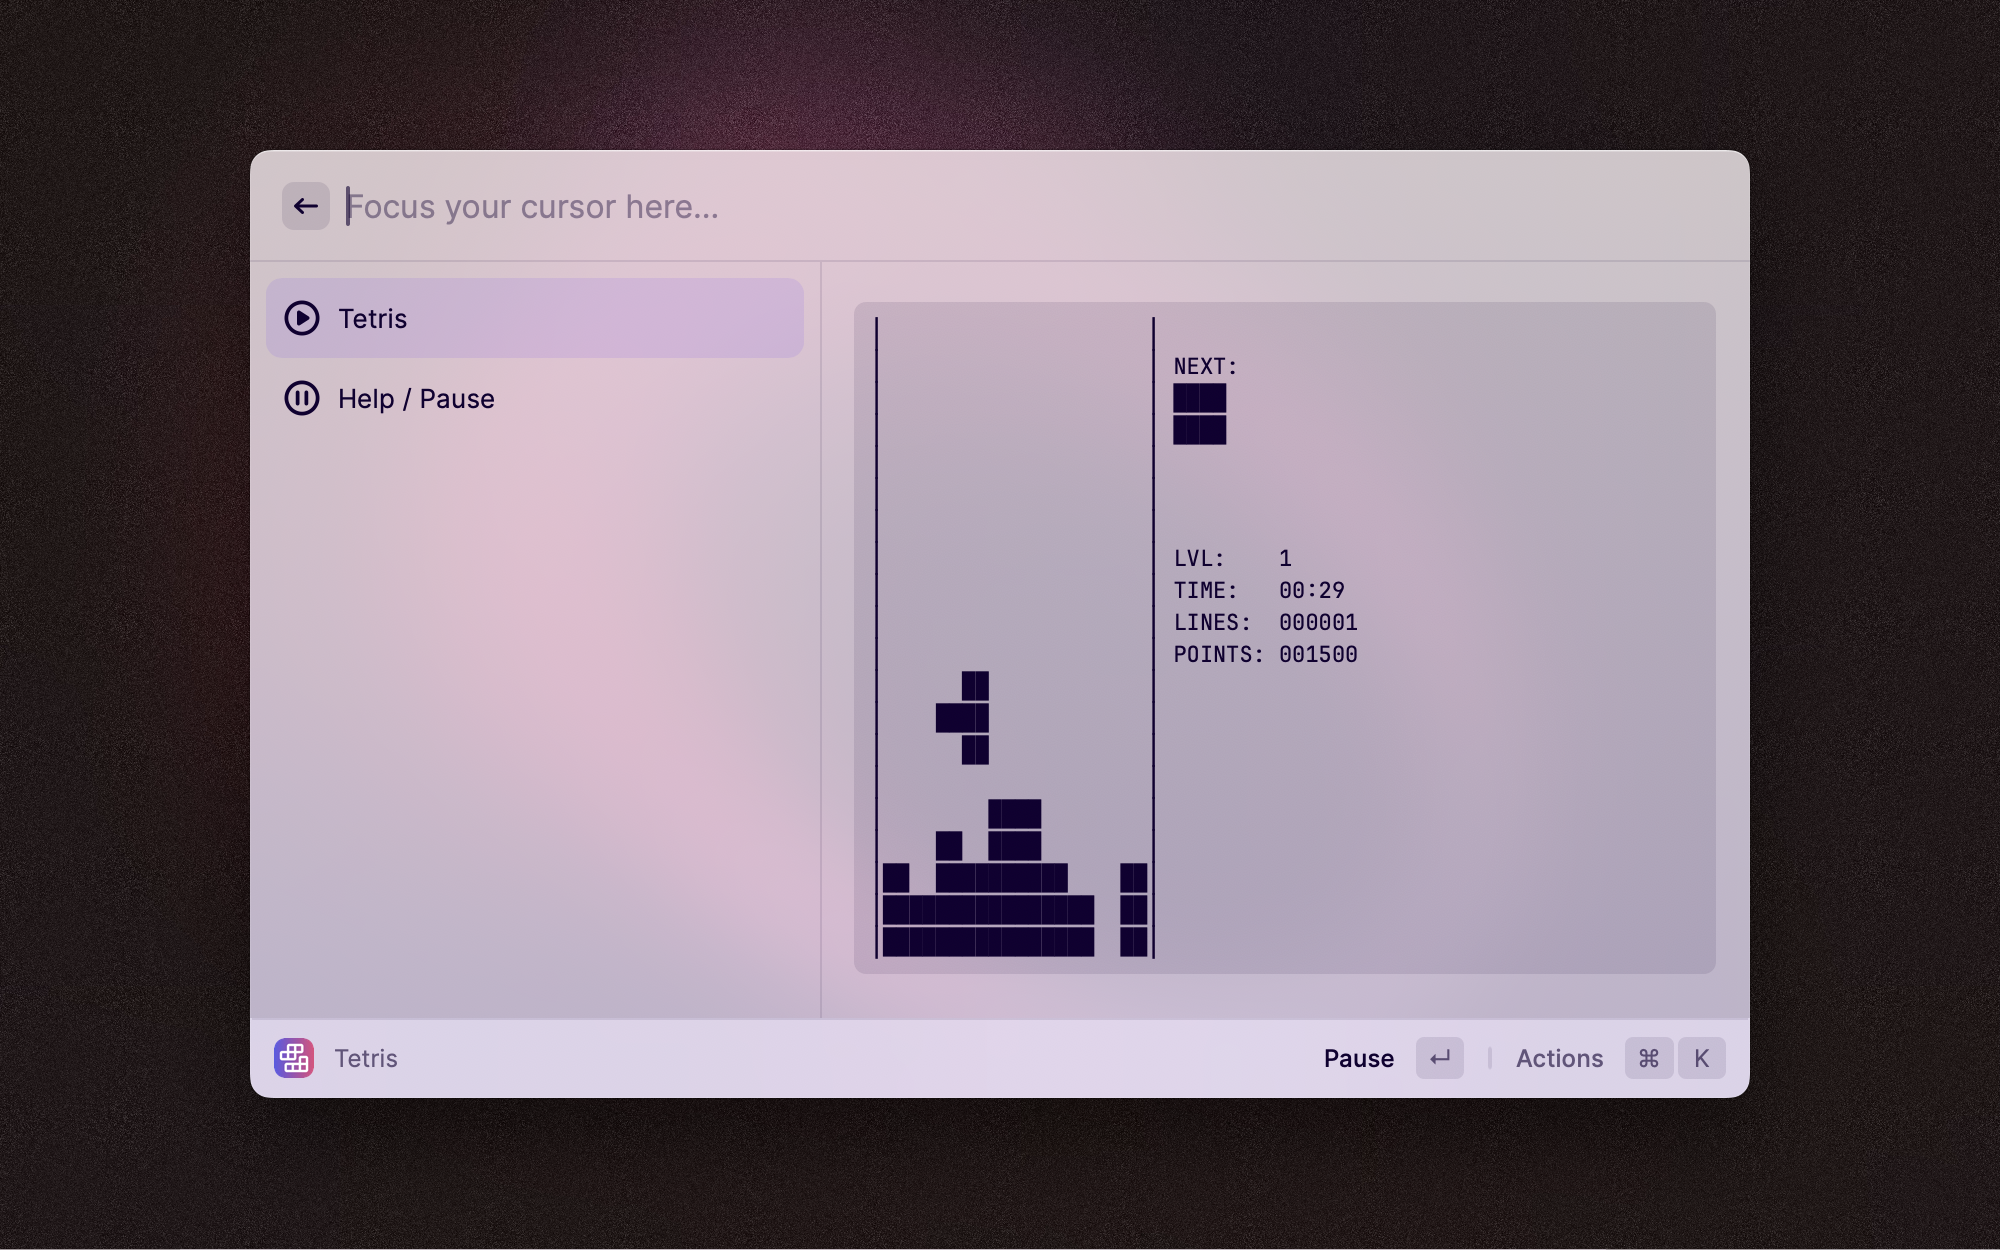 Focus your cursor here...
Tetris
Help / Pause
NEXT:
LVL: 1
TIME: 00:29
LINES: 000001
POINTS: 001500
Tetris
Pause ↵ Actions ⌘ K